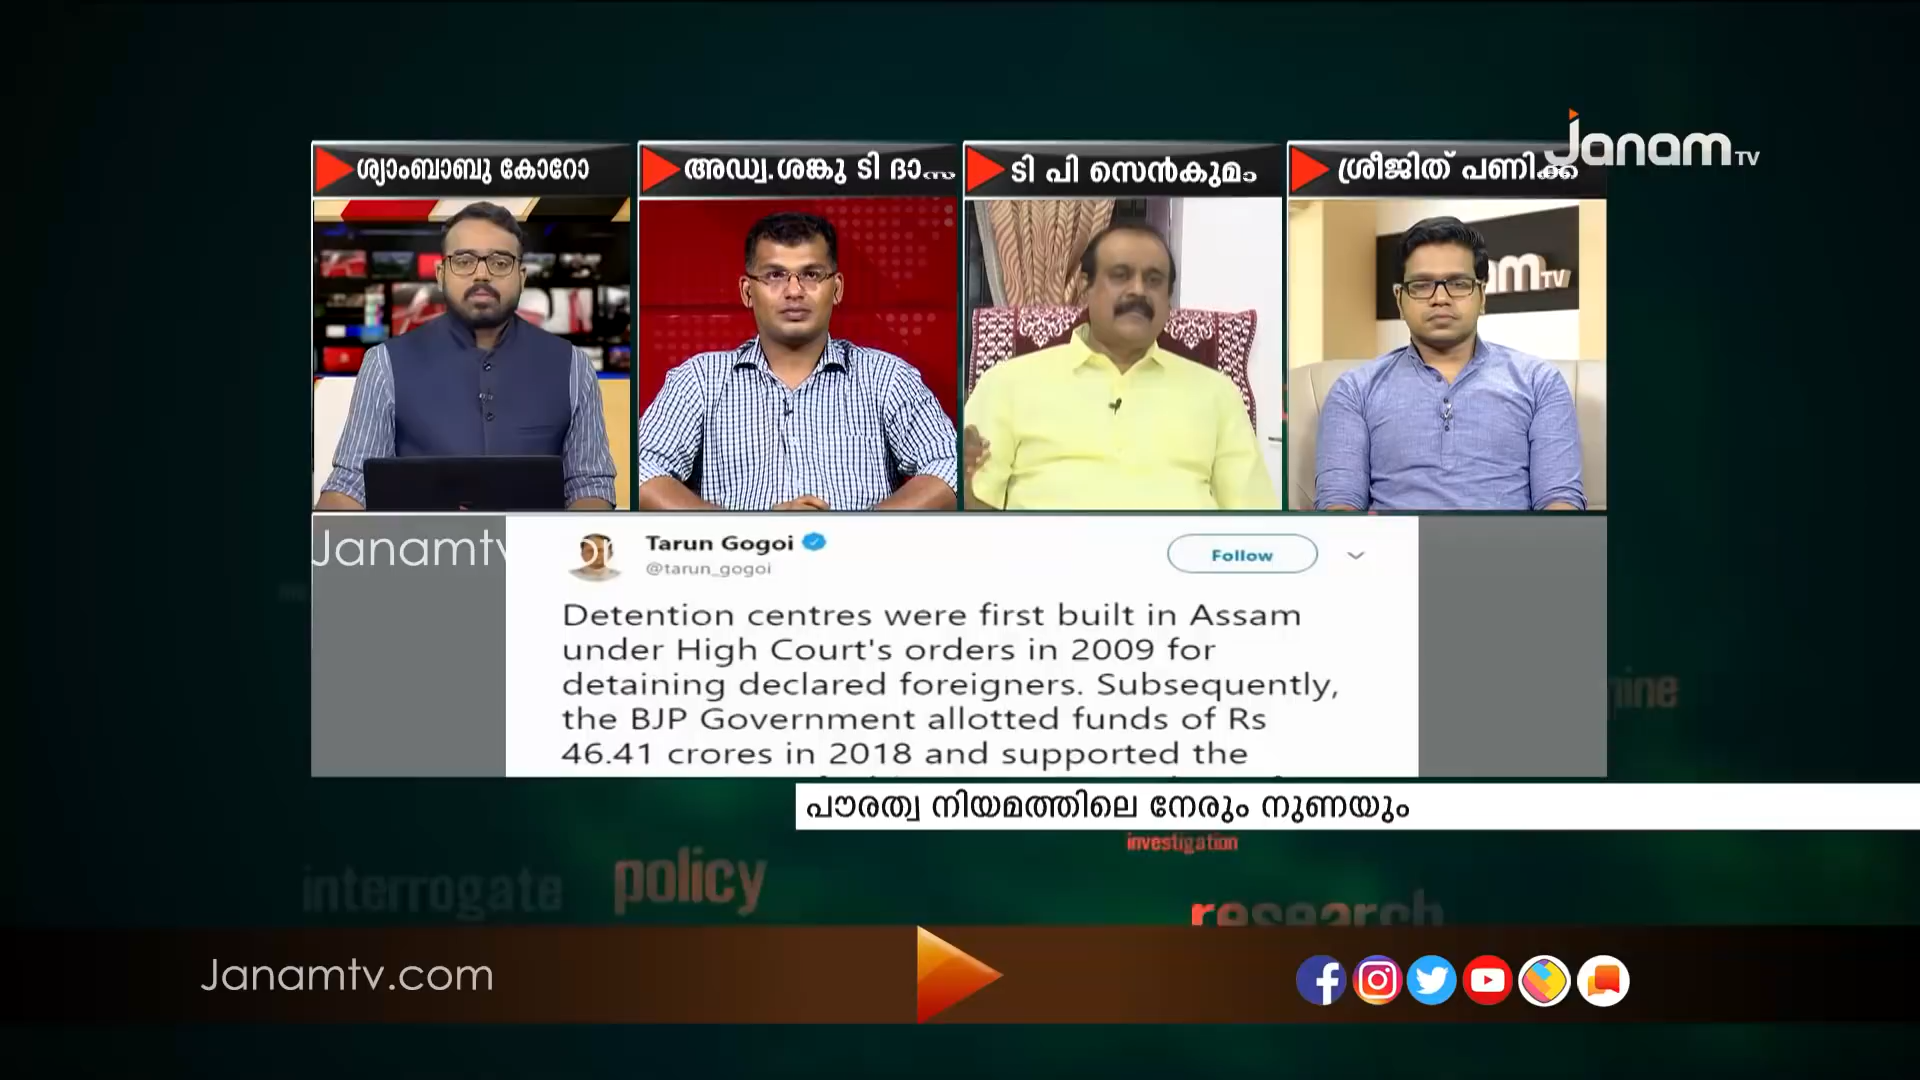 Janam TV
ശ്യാംബാബു കോറോ
അഡ്വ.ശങ്കു ടി ദാസ
ടി പി സെൻകുമാ
ശ്രീജിത് പണിക്ക
Janamtv
Tarun Gogoi
@tarun_gogoi
Follow
Detention centres were first built in Assam
under High Court's orders in 2009 for
detaining declared foreigners. Subsequently,
the BJP Government allotted funds of Rs
46.41 crores in 2018 and supported the
പൗരത്വ നിയമത്തിലെ നേരും നുണയും
investigation
interrogate
policy
research
Janamtv.com